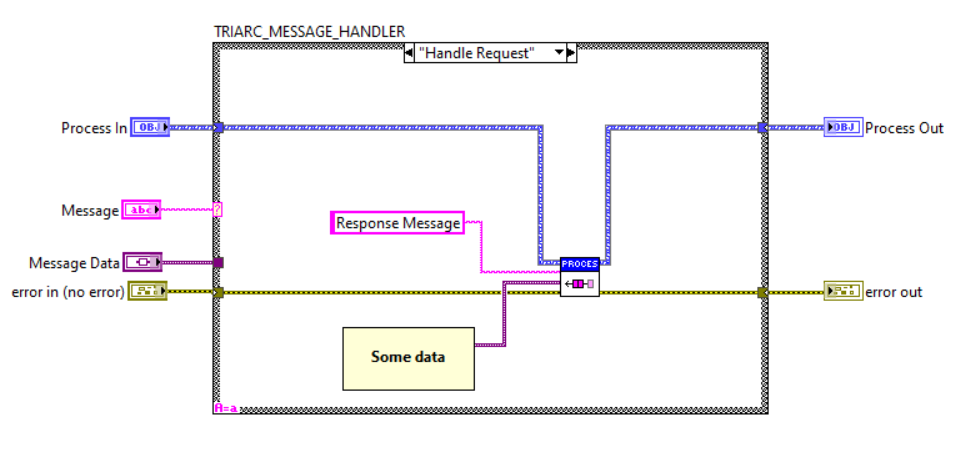 TRIARC_MESSAGE_HANDLER
"Handle Request"
Process In
OBJ
OBJ
Process Out
Message
abc
?
Response Message
Message Data
PROCES
error in (no error)
error out
Some data
A=a